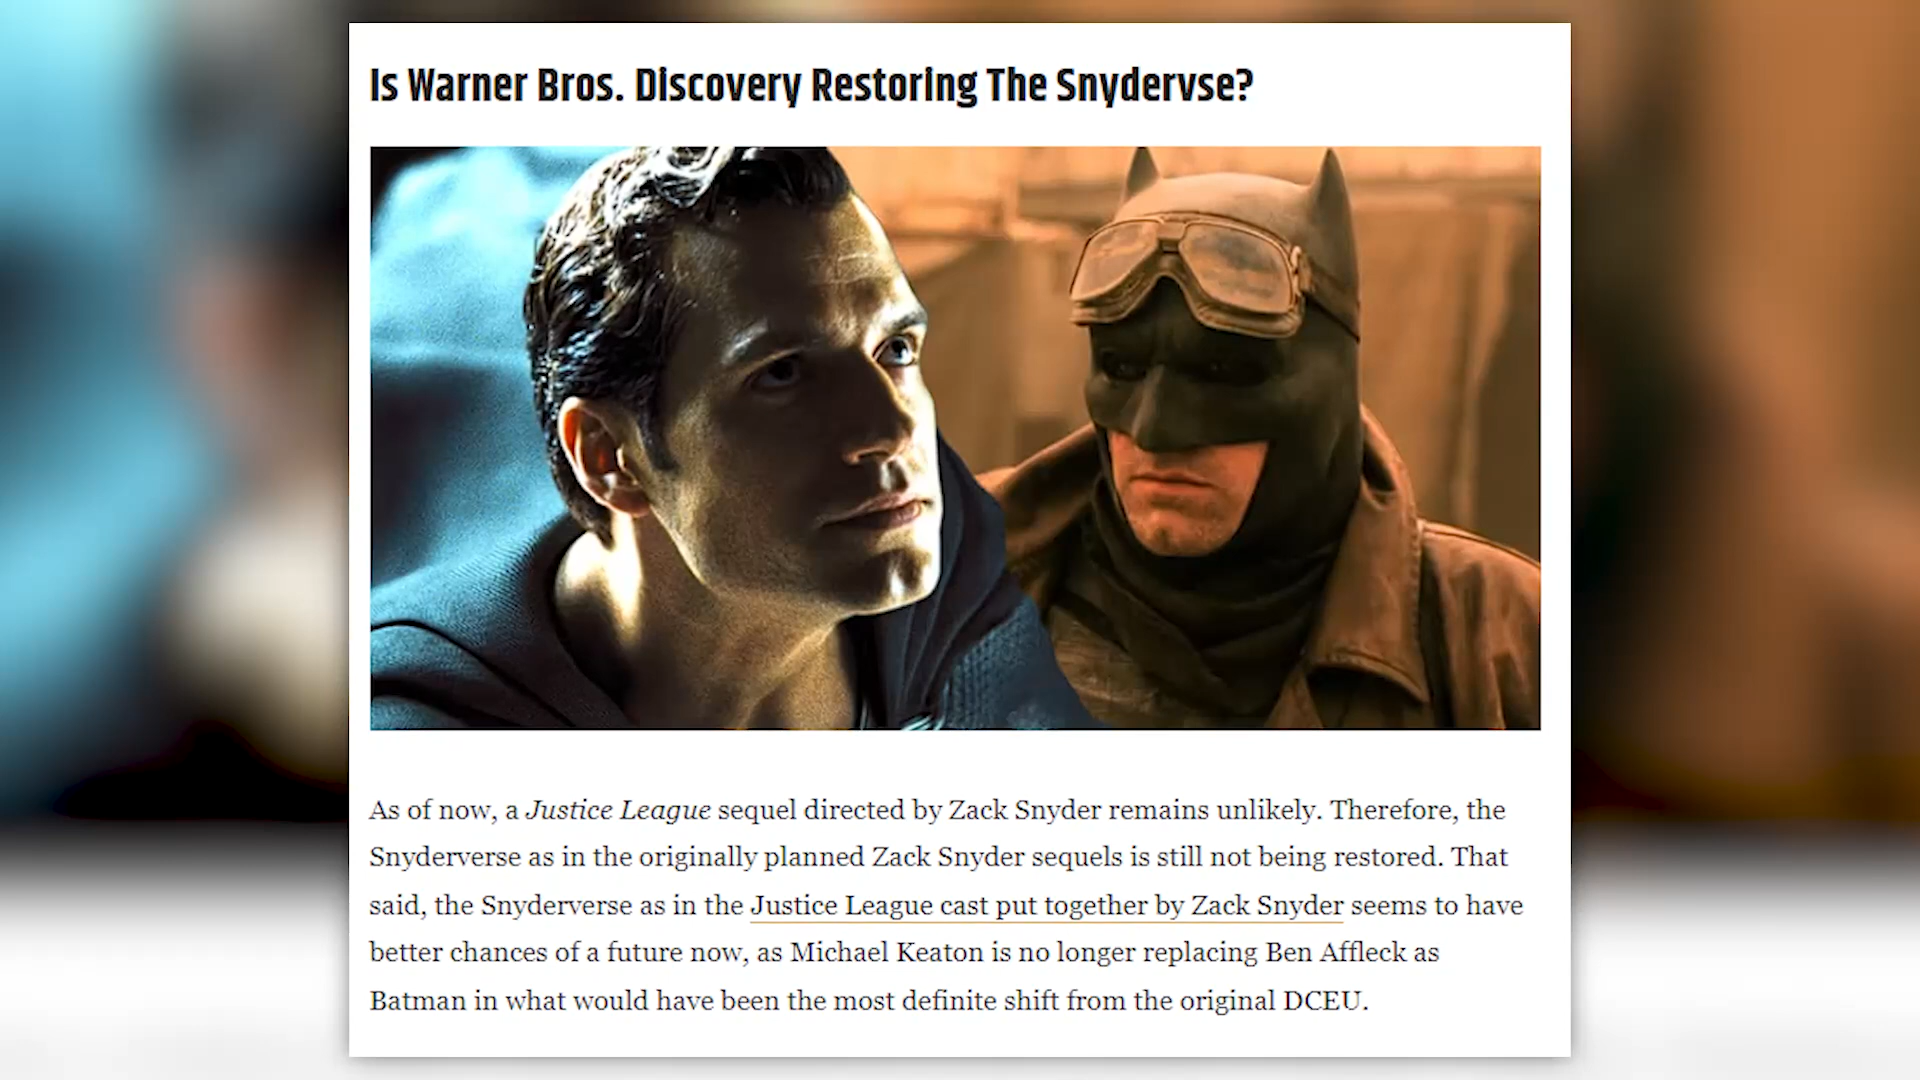 Is Warner Bros. Discovery Restoring The Snydervse?
As of now, a Justice League sequel directed by Zack Snyder remains unlikely. Therefore, the
Snyderverse as in the originally planned Zack Snyder sequels is still not being restored. That
said, the Snyderverse as in the Justice League cast put together by Zack Snyder seems to have
better chances of a future now, as Michael Keaton is no longer replacing Ben Affleck as
Batman in what would have been the most definite shift from the original DCEU.